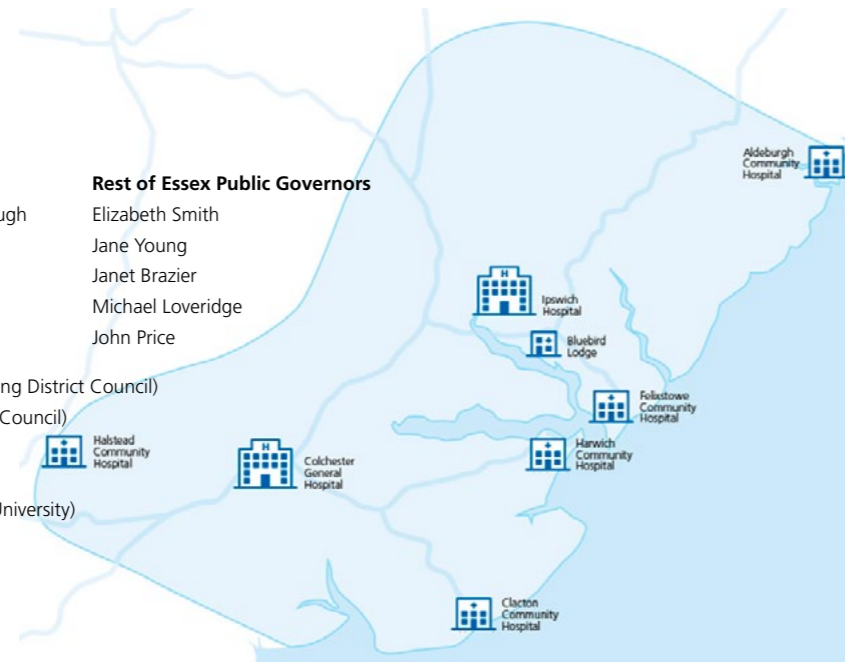 Rest of Essex Public Governors
ugh
Elizabeth Smith
Jane Young
Janet Brazier
Michael Loveridge
John Price
ng District Council)
Council)
University)
Aldeburgh
Community
Hospital
H
Ipswich
Hospital
Bluebird
Lodge
Felixstowe
Community
Hospital
Harwich
Community
Hospital
Halstead
Community
Hospital
H
Colchester
General
Hospital
Clacton
Community
Hospital